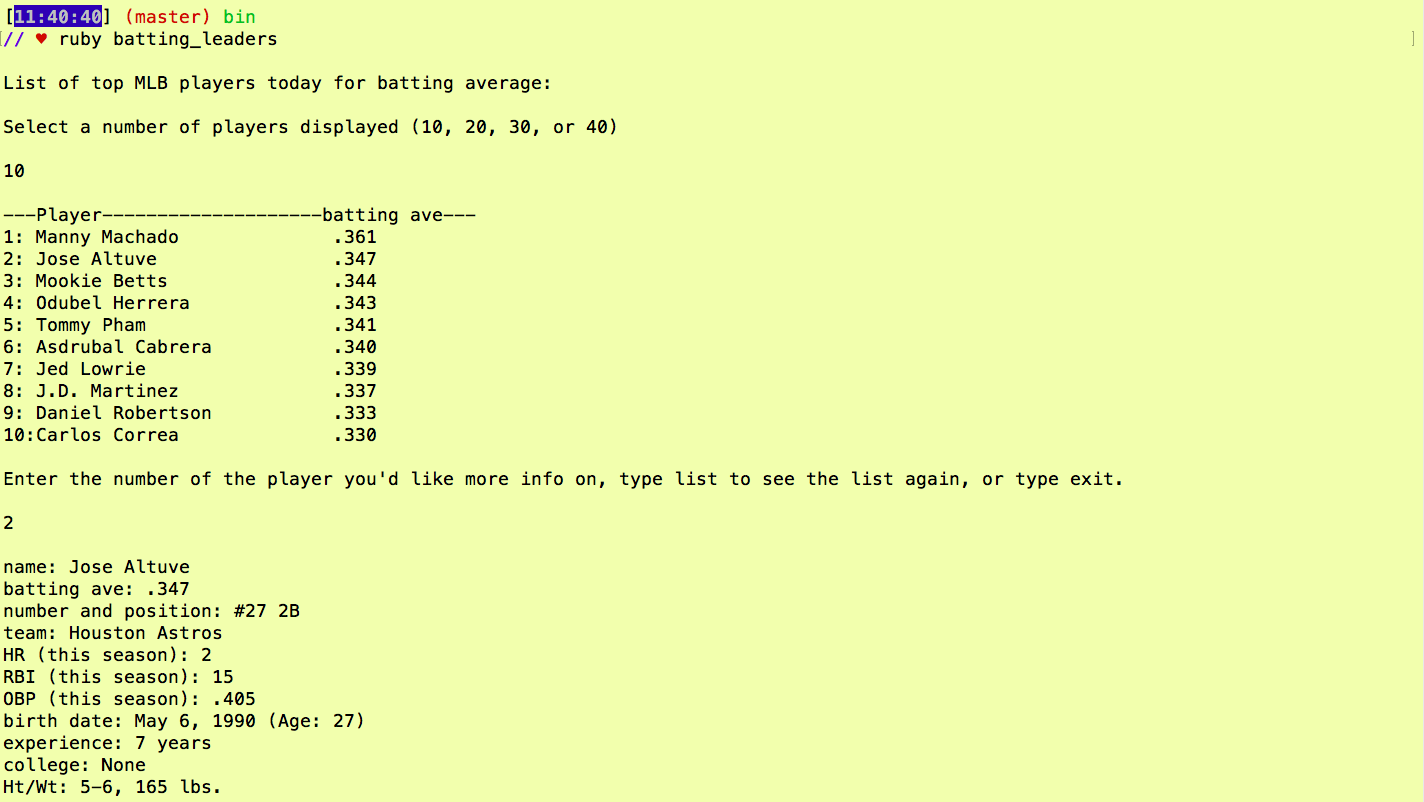 [11:40:40] (master) bin
// ♥ ruby batting_leaders
List of top MLB players today for batting average:
Select a number of players displayed (10, 20, 30, or 40)
10
---Player--------------------batting ave---
1: Manny Machado .361
2: Jose Altuve .347
3: Mookie Betts .344
4: Odubel Herrera .343
5: Tommy Pham .341
6: Asdrubal Cabrera .340
7: Jed Lowrie .339
8: J.D. Martinez .337
9: Daniel Robertson .333
10:Carlos Correa .330
Enter the number of the player you'd like more info on, type list to see the list again, or type exit.
2
name: Jose Altuve
batting ave: .347
number and position: #27 2B
team: Houston Astros
HR (this season): 2
RBI (this season): 15
OBP (this season): .405
birth date: May 6, 1990 (Age: 27)
experience: 7 years
college: None
Ht/Wt: 5-6, 165 lbs.